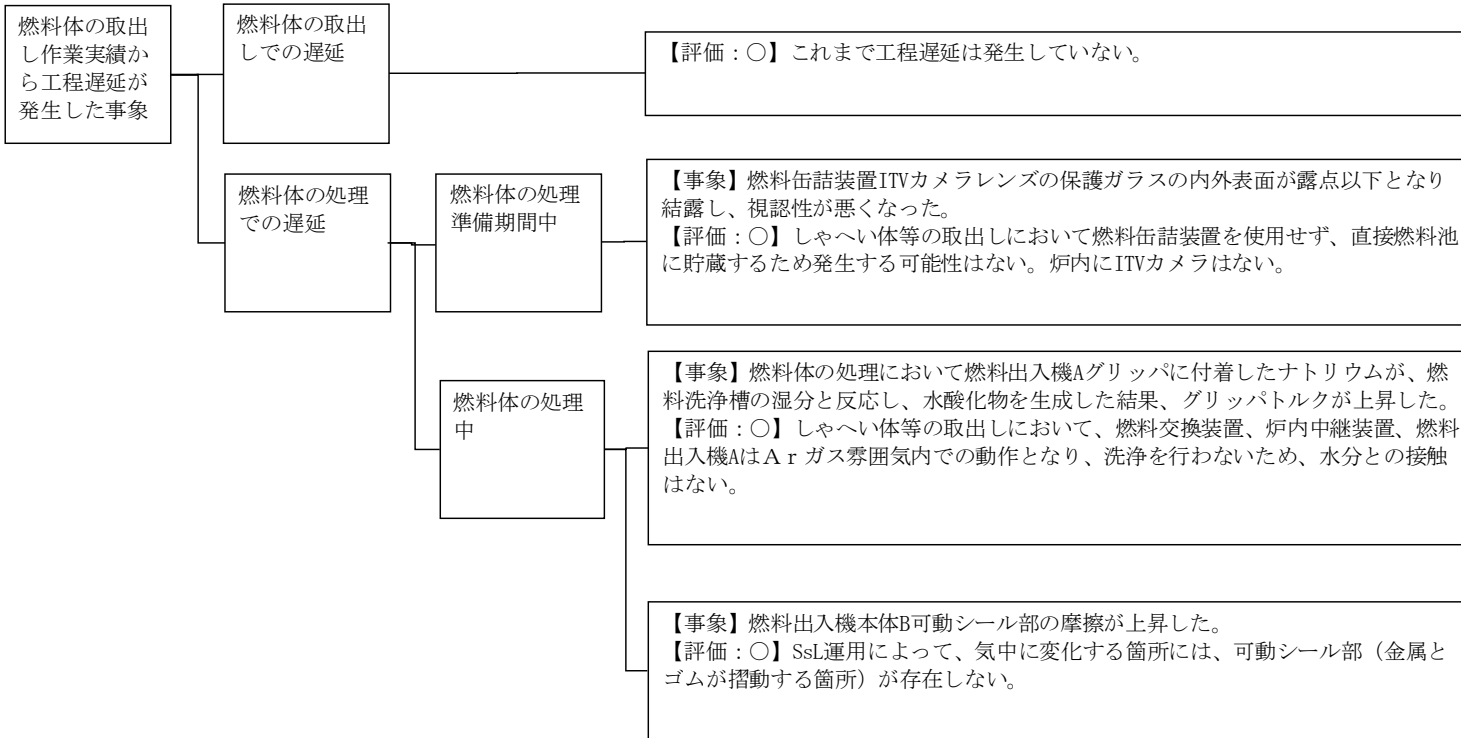 燃料体の取出
し作業実績か
ら工程遅延が
発生した事象
燃料体の取出
しでの遅延
【評価：○】これまで工程遅延は発生していない。
燃料体の処理
での遅延
燃料体の処理
準備期間中
【事象】燃料缶詰装置ITVカメラレンズの保護ガラスの内外表面が露点以下となり
結露し、視認性が悪くなった。
【評価：○】しゃへい体等の取出しにおいて燃料缶詰装置を使用せず、直接燃料池
に貯蔵するため発生する可能性はない。炉内にITVカメラはない。
燃料体の処理
中
【事象】燃料体の処理において燃料出入機Aグリッパに付着したナトリウムが、燃
料洗浄槽の湿分と反応し、水酸化物を生成した結果、グリッパトルクが上昇した。
【評価：○】しゃへい体等の取出しにおいて、燃料交換装置、炉内中継装置、燃料
出入機AはＡｒガス雰囲気内での動作となり、洗浄を行わないため、水分との接触
はない。
【事象】燃料出入機本体B可動シール部の摩擦が上昇した。
【評価：○】SsL運用によって、気中に変化する箇所には、可動シール部（金属と
ゴムが摺動する箇所）が存在しない。